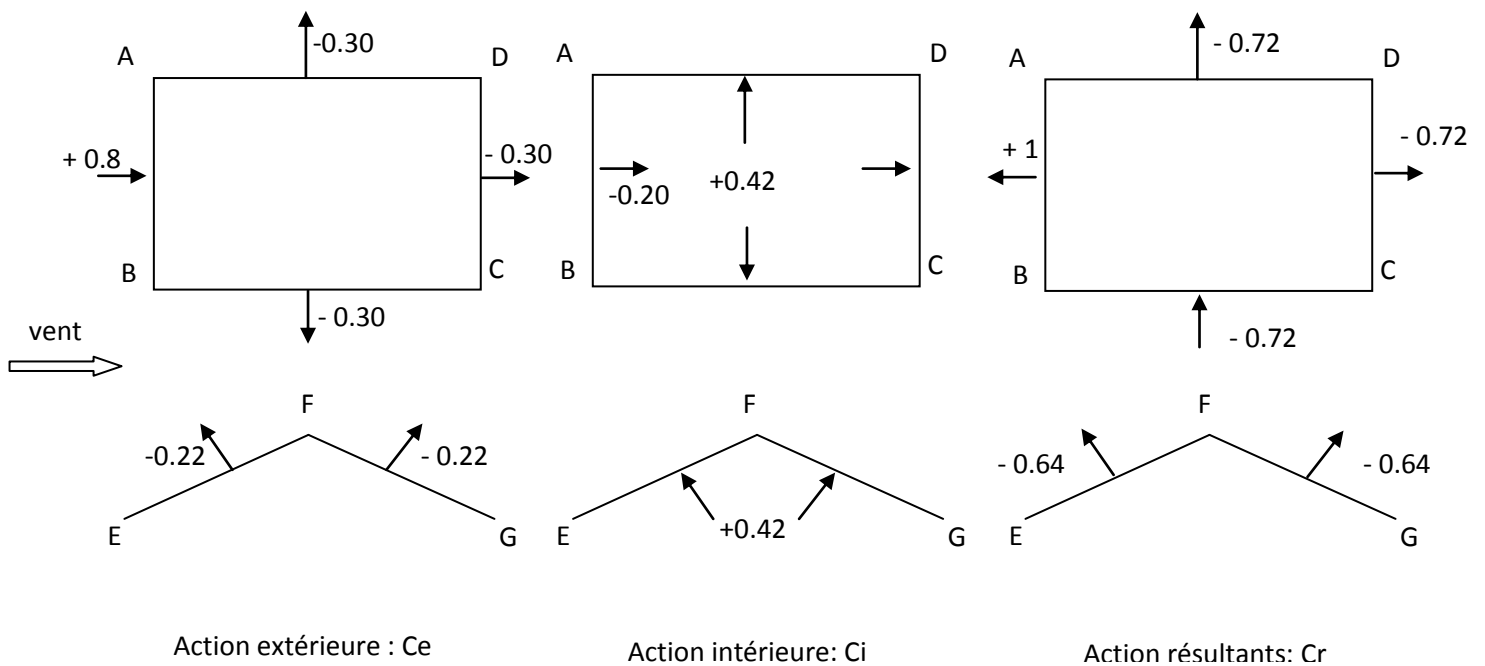 -0.30
A
D
+ 0.8
- 0.30
B
C
- 0.30
A
D
-0.20
+0.42
B
C
- 0.72
A
D
+ 1
- 0.72
B
C
- 0.72
vent
F
-0.22
- 0.22
E
G
F
+0.42
E
G
F
- 0.64
- 0.64
E
G
Action extérieure : Ce
Action intérieure: Ci
Action résultants: Cr